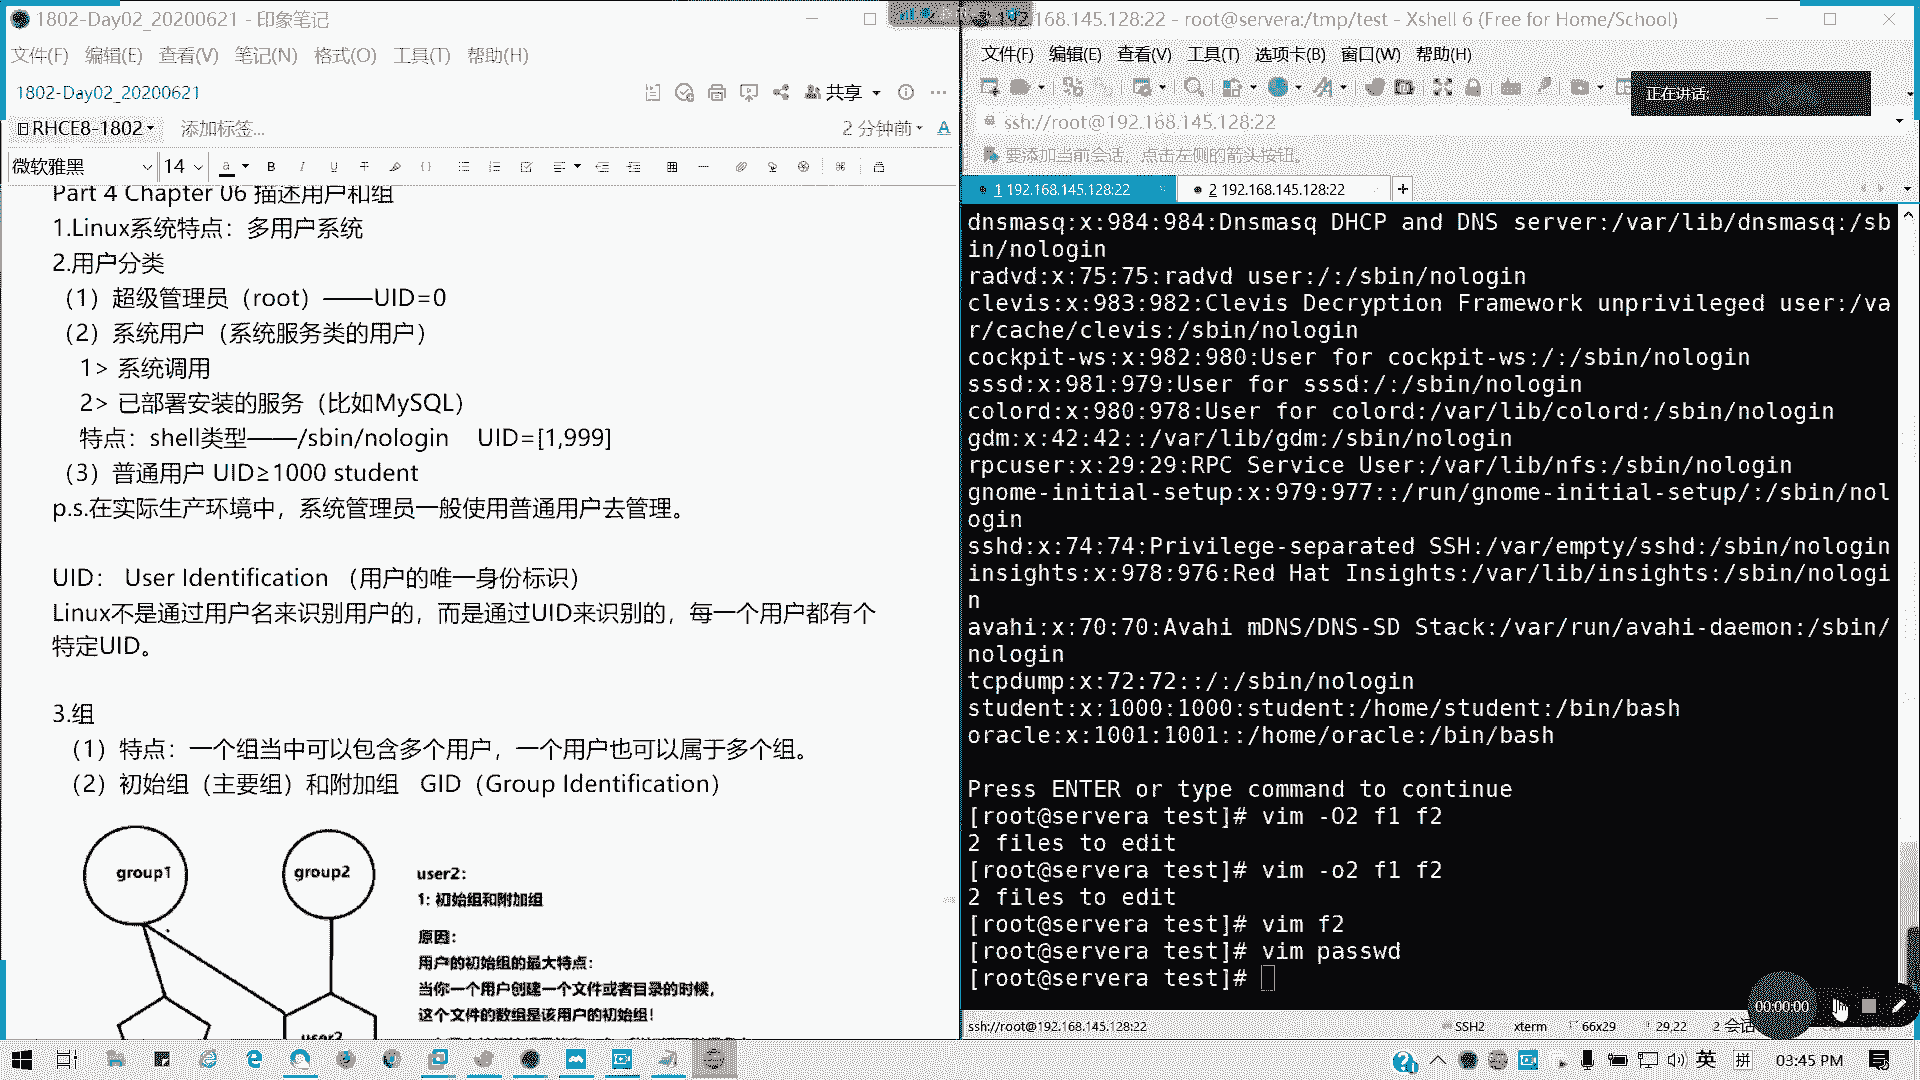 1802-Day02_20200621 - 印象笔记
文件(F) 编辑(E) 查看(V) 笔记(N) 格式(O) 工具(T) 帮助(H)
1802-Day02_20200621
共享
RHCE8-1802 添加标签...
2 分钟前
微软雅黑 14
Part 4 Chapter 06 描述用户和组
1.Linux系统特点：多用户系统
2.用户分类
（1）超级管理员（root）——UID=0
（2）系统用户（系统服务类的用户）
1> 系统调用
2> 已部署安装的服务（比如MySQL）
特点：shell类型——/sbin/nologin UID=[1,999]
（3）普通用户 UID≥1000 student
p.s.在实际生产环境中，系统管理员一般使用普通用户去管理。
UID： User Identification （用户的唯一身份标识）
Linux不是通过用户名来识别用户的，而是通过UID来识别的，每一个用户都有个
特定UID。
3.组
（1）特点：一个组当中可以包含多个用户，一个用户也可以属于多个组。
（2）初始组（主要组）和附加组 GID（Group Identification）
group1
group2
user2:
1: 初始组和附加组
原因：
用户的初始组的最大特点：
当你一个用户创建一个文件或者目录的时候，
这个文件的数组是该用户的初始组！
user2
192.168.145.128:22 - root@servera:/tmp/test - Xshell 6 (Free for Home/School)
文件(F) 编辑(E) 查看(V) 工具(T) 选项卡(B) 窗口(W) 帮助(H)
正在讲话:
ssh://root@192.168.145.128:22
要添加当前会话，点击左侧的箭头按钮。
1 192.168.145.128:22
2 192.168.145.128:22
dnsmasq:x:984:984:Dnsmasq DHCP and DNS server:/var/lib/dnsmasq:/sb
in/nologin
radvd:x:75:75:radvd user:/:/sbin/nologin
clevis:x:983:982:Clevis Decryption Framework unprivileged user:/va
r/cache/clevis:/sbin/nologin
cockpit-ws:x:982:980:User for cockpit-ws:/:/sbin/nologin
sssd:x:981:979:User for sssd:/:/sbin/nologin
colord:x:980:978:User for colord:/var/lib/colord:/sbin/nologin
gdm:x:42:42::/var/lib/gdm:/sbin/nologin
rpcuser:x:29:29:RPC Service User:/var/lib/nfs:/sbin/nologin
gnome-initial-setup:x:979:977::/run/gnome-initial-setup/:/sbin/nol
ogin
sshd:x:74:74:Privilege-separated SSH:/var/empty/sshd:/sbin/nologin
insights:x:978:976:Red Hat Insights:/var/lib/insights:/sbin/nologi
n
avahi:x:70:70:Avahi mDNS/DNS-SD Stack:/var/run/avahi-daemon:/sbin/
nologin
tcpdump:x:72:72::/:/sbin/nologin
student:x:1000:1000:student:/home/student:/bin/bash
oracle:x:1001:1001::/home/oracle:/bin/bash
Press ENTER or type command to continue
[root@servera test]# vim -O2 f1 f2
2 files to edit
[root@servera test]# vim -o2 f1 f2
2 files to edit
[root@servera test]# vim f2
[root@servera test]# vim passwd
[root@servera test]#
00:00:00
ssh://root@192.168.145.128:22 SSH2 xterm 66x29 29,22 2 会话
英 拼 03:45 PM